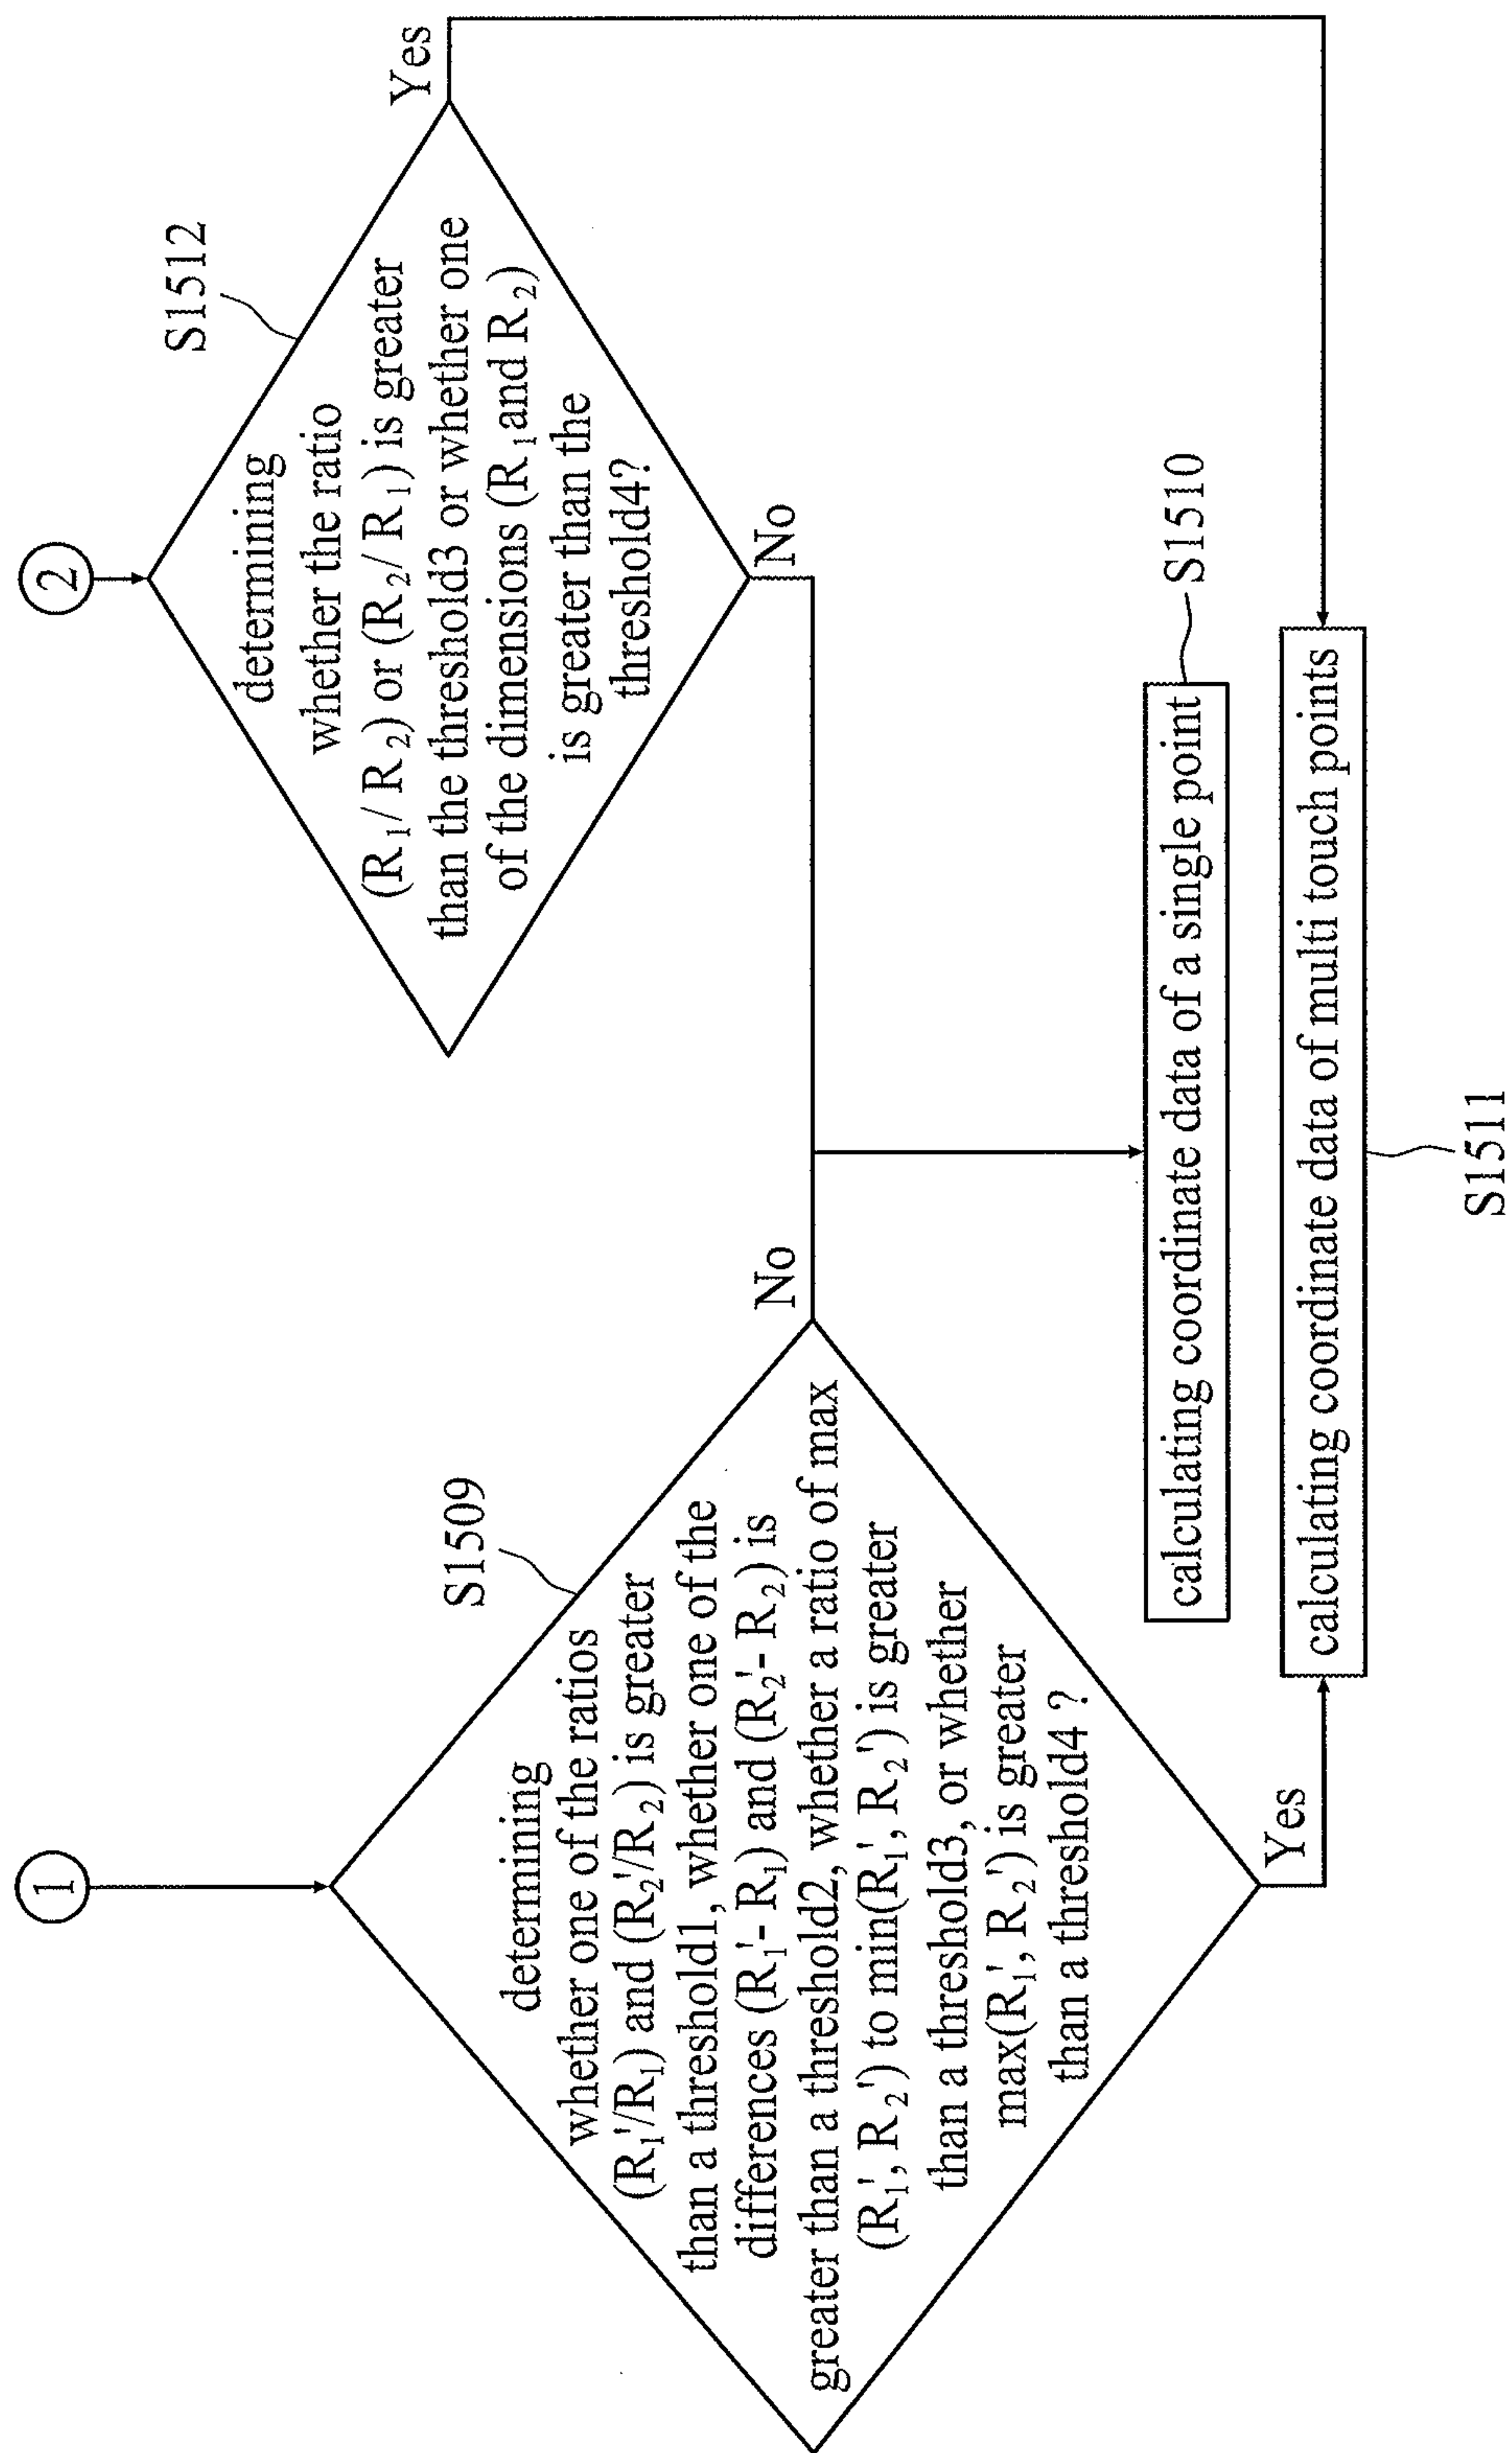 1
S1509
determining
whether one of the ratios
(R₁'/R₁) and (R₂'/R₂) is greater
than a threshold1, whether one of the
differences (R₁'- R₁) and (R₂'- R₂) is
greater than a threshold2, whether a ratio of max
(R₁', R₂') to min(R₁', R₂') is greater
than a threshold3, or whether
max(R₁', R₂') is greater
than a threshold4 ?
No
Yes
2
S1512
determining
whether the ratio
(R₁/ R₂) or (R₂/ R₁) is greater
than the threshold3 or whether one
of the dimensions (R₁and R₂)
is greater than the
threshold4?
Yes
No
S1510
calculating coordinate data of a single point
calculating coordinate data of multi touch points
S1511